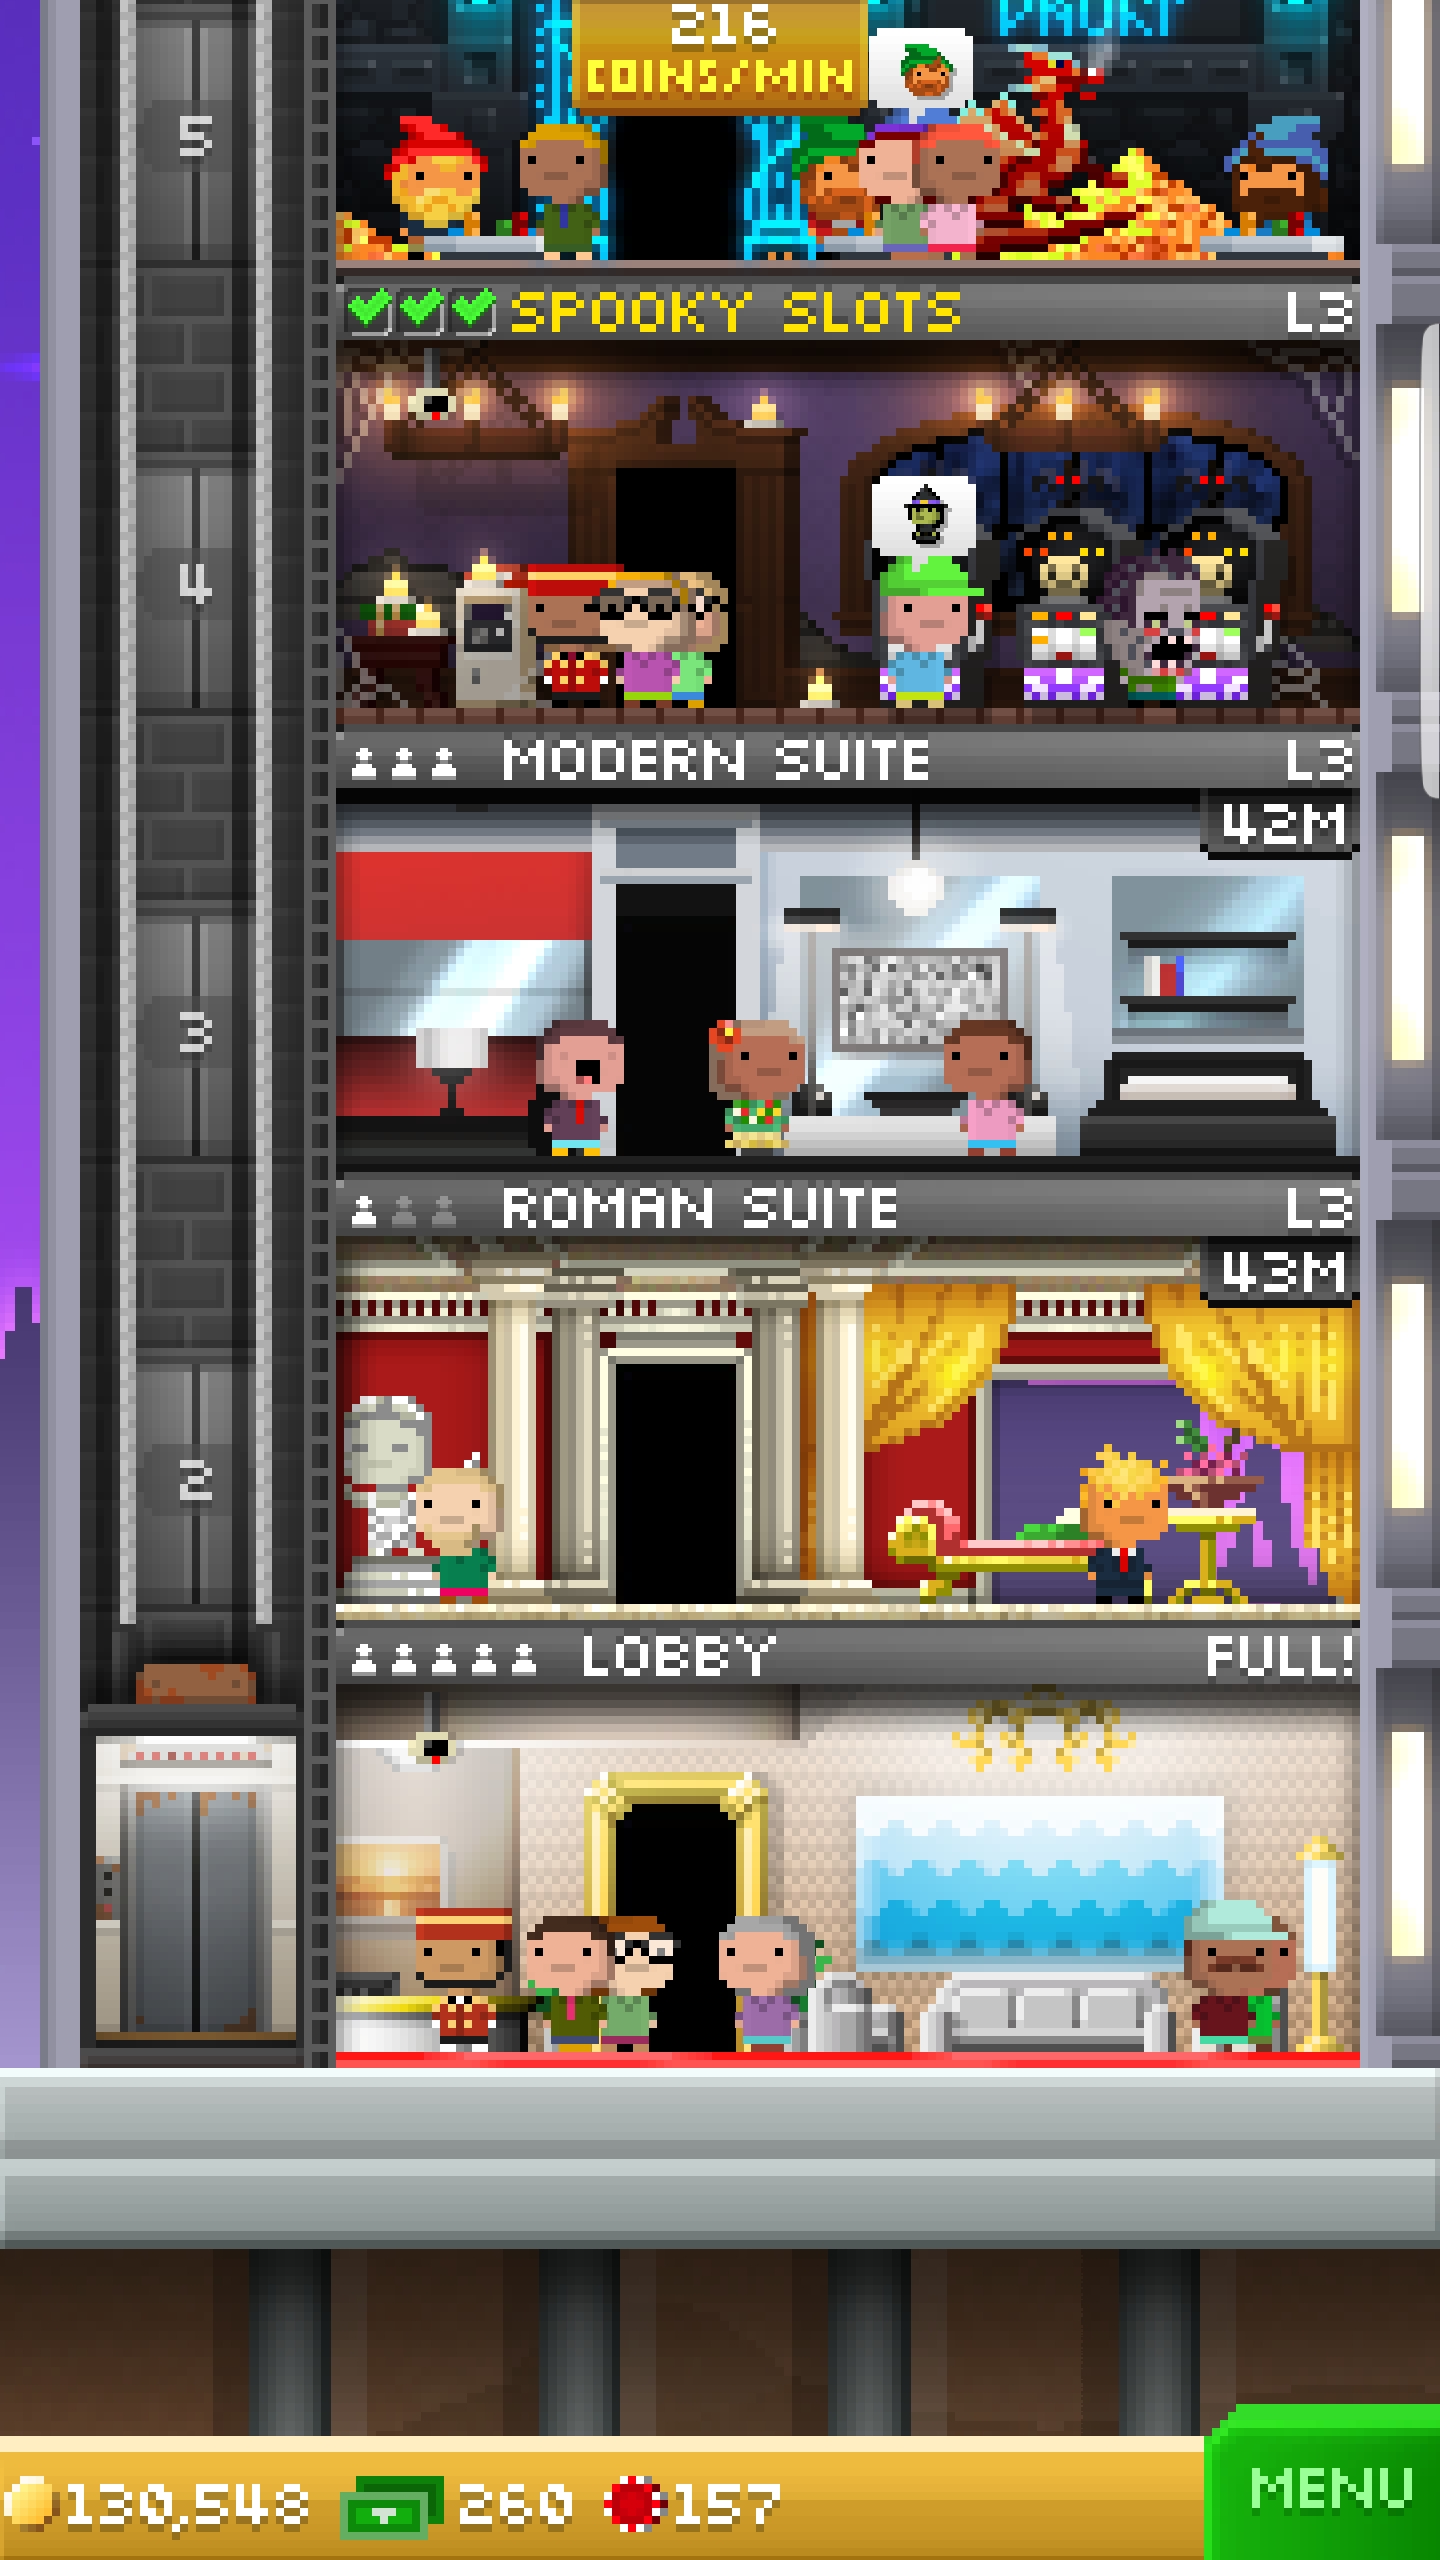 216
COINS/MIN
5
SPOOKY SLOTS L3
4
MODERN SUITE L3
42M
3
ROMAN SUITE L3
43M
2
LOBBY FULL!
130,548 260 157
MENU